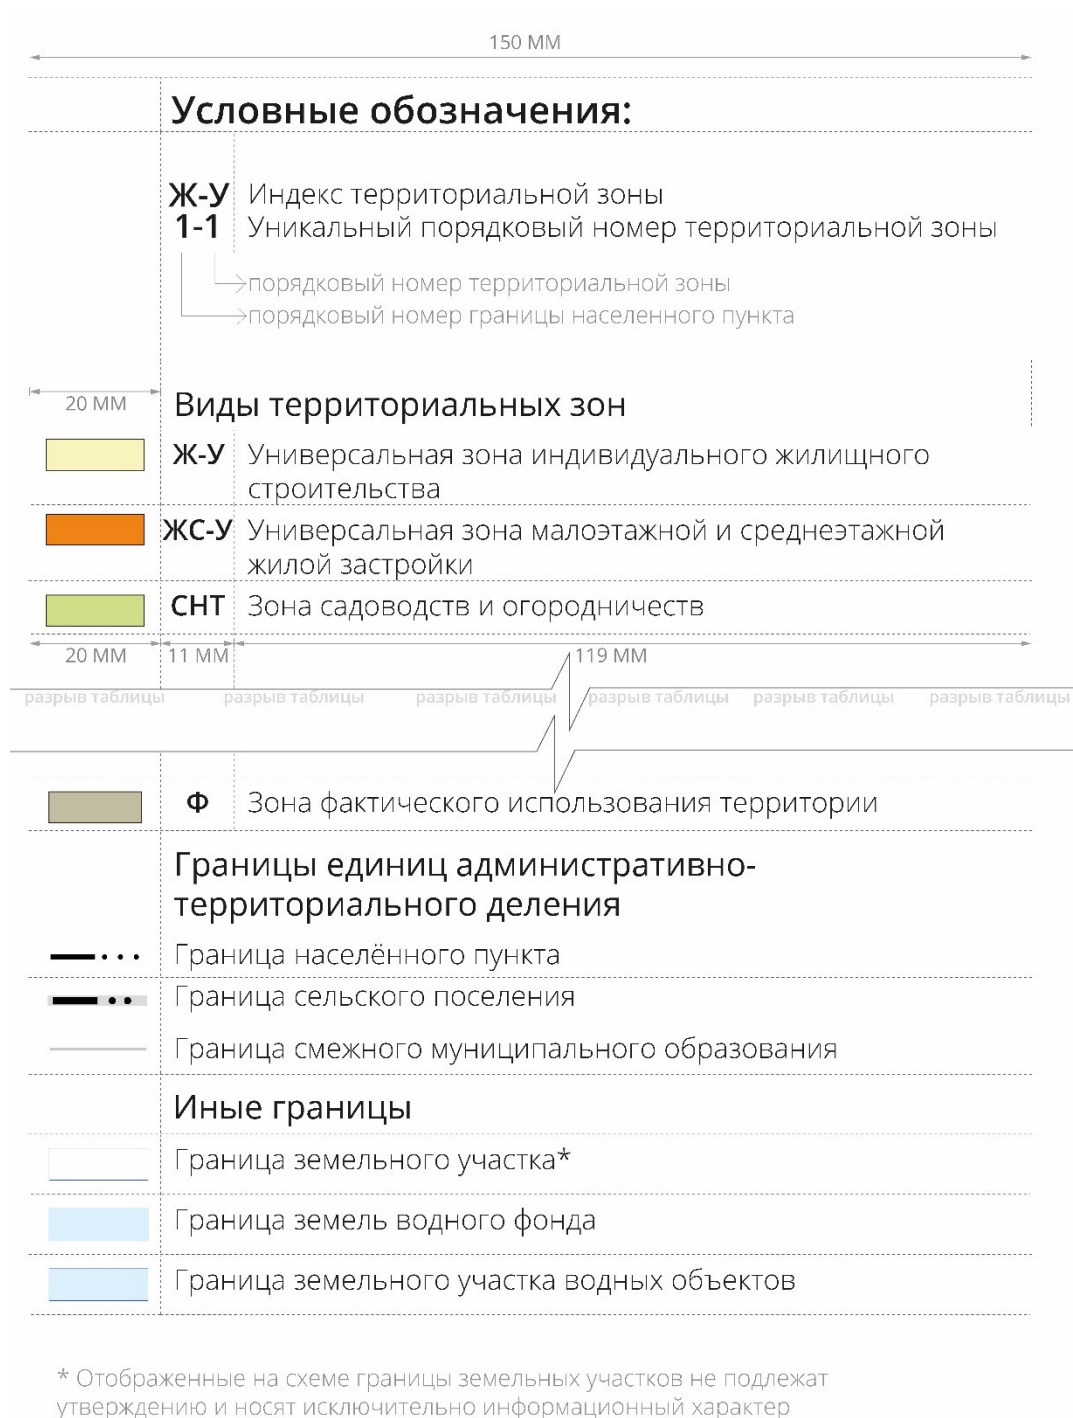 150 ММ
Условные обозначения:
Ж-У Индекс территориальной зоны
1-1 Уникальный порядковый номер территориальной зоны
порядковый номер территориальной зоны
порядковый номер границы населенного пункта
20 ММ
Виды территориальных зон
Ж-У Универсальная зона индивидуального жилищного
строительства
ЖС-У Универсальная зона малоэтажной и среднеэтажной
жилой застройки
СНТ Зона садоводств и огородничеств
20 ММ 11 ММ 119 ММ
разрыв таблицы разрыв таблицы разрыв таблицы разрыв таблицы разрыв таблицы разрыв таблицы
Ф Зона фактического использования территории
Границы единиц административно-
территориального деления
Граница населённого пункта
Граница сельского поселения
Граница смежного муниципального образования
Иные границы
Граница земельного участка*
Граница земель водного фонда
Граница земельного участка водных объектов
* Отображенные на схеме границы земельных участков не подлежат
утверждению и носят исключительно информационный характер